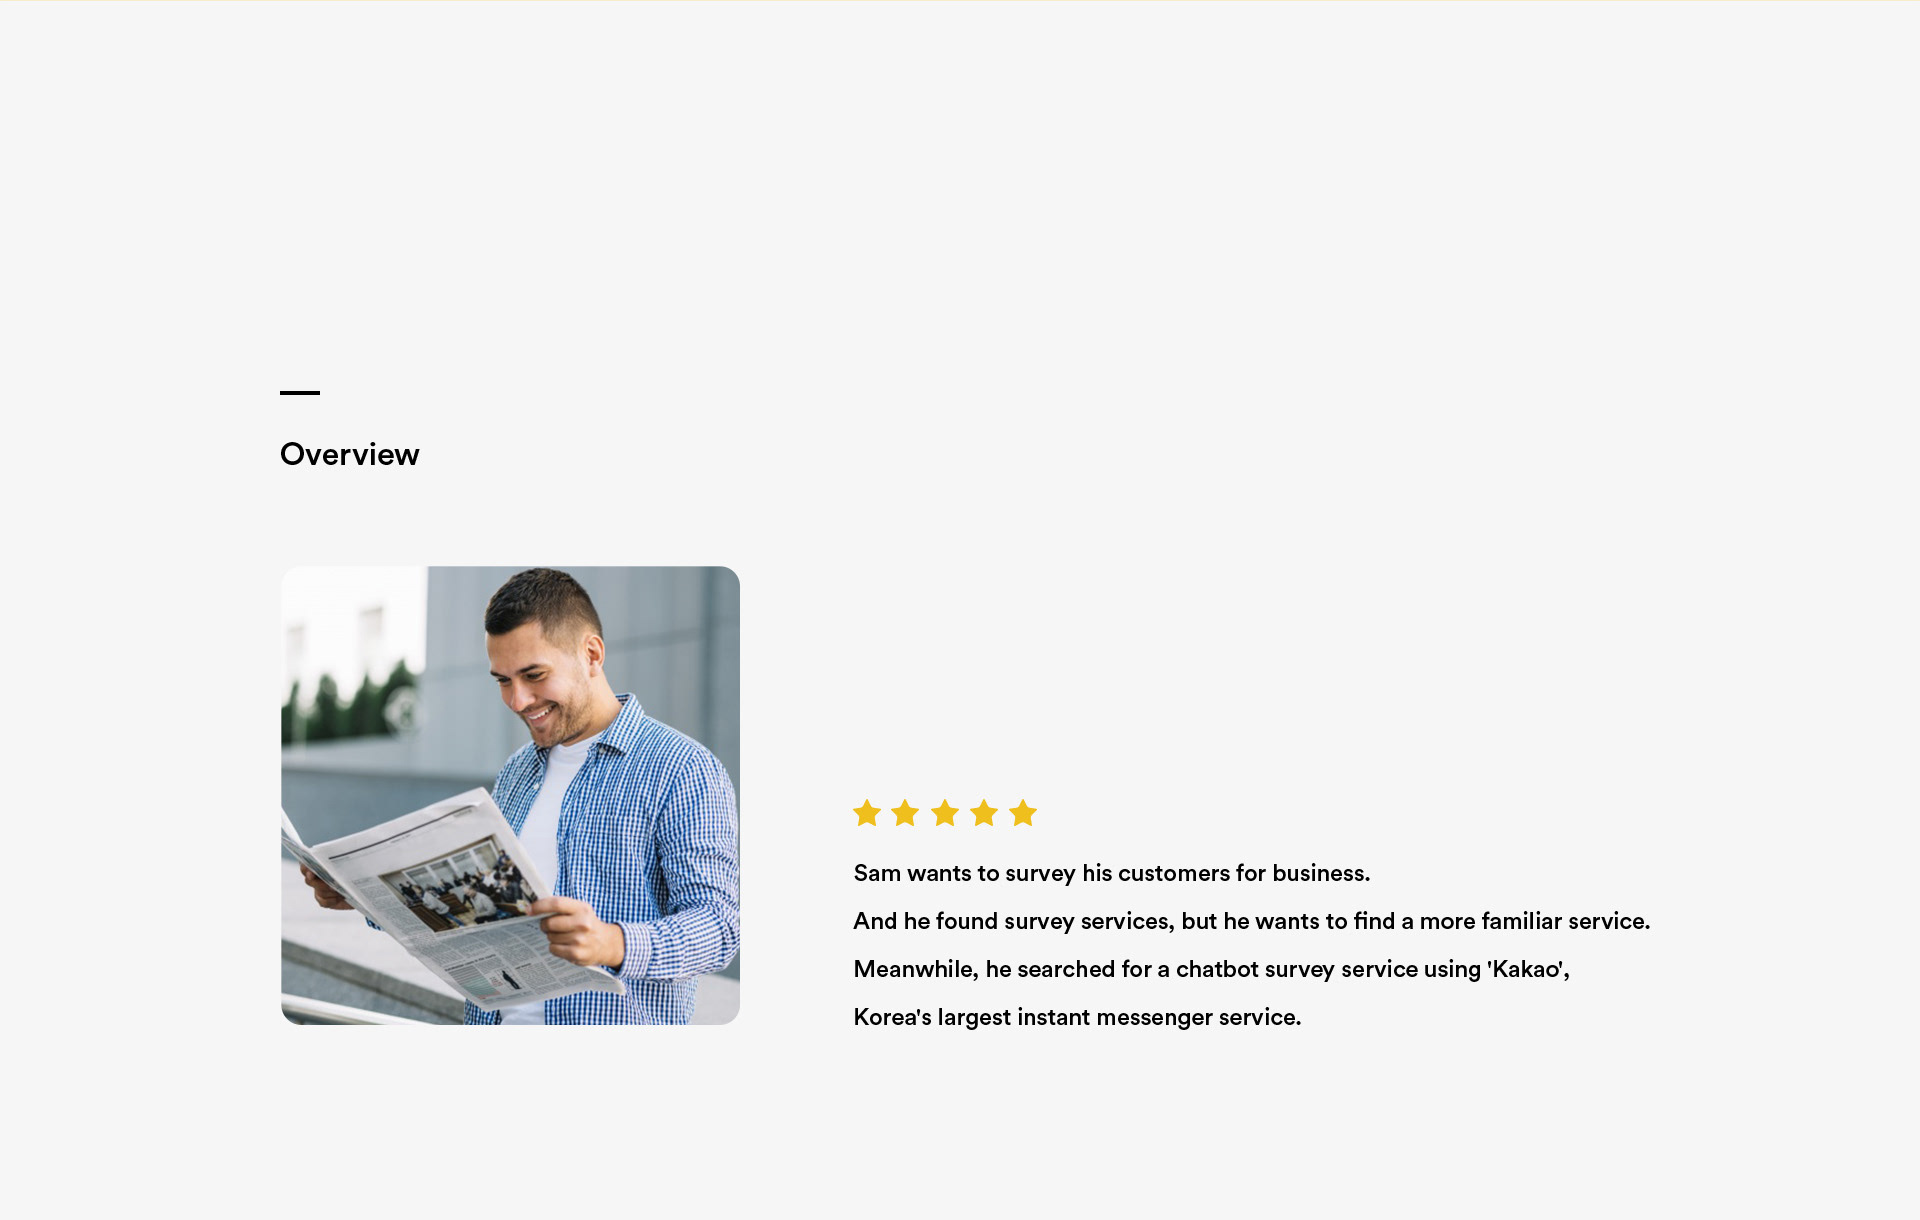 Overview
Sam wants to survey his customers for business.
And he found survey services, but he wants to find a more familiar service.
Meanwhile, he searched for a chatbot survey service using 'Kakao',
Korea's largest instant messenger service.